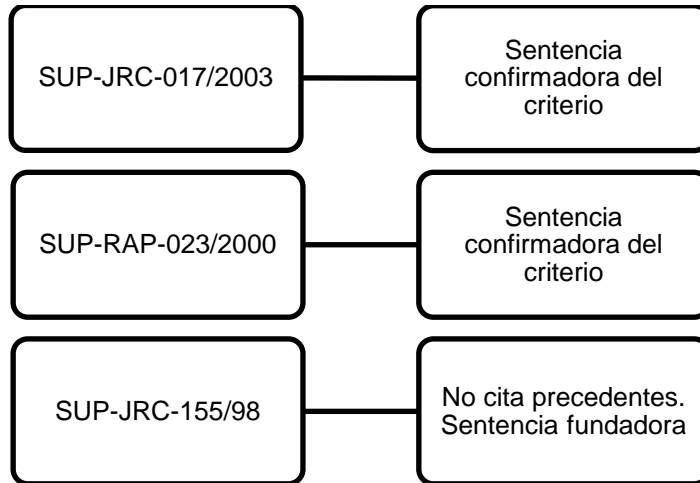 SUP-JRC-017/2003
Sentencia
confirmadora del
criterio
SUP-RAP-023/2000
Sentencia
confirmadora del
criterio
SUP-JRC-155/98
No cita precedentes.
Sentencia fundadora